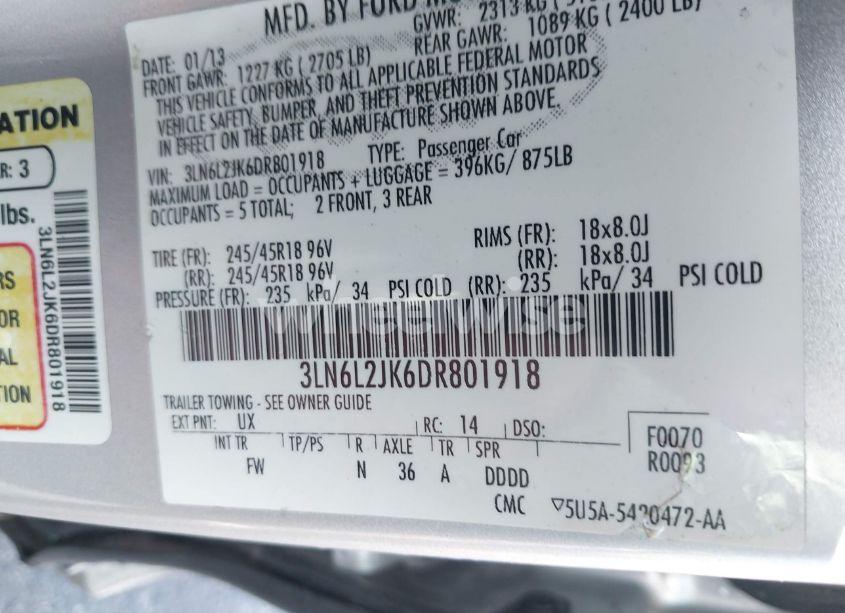 MFD. BY FORD MO
GVWR: 2313 KG
DATE: 01/13
REAR GAWR: 1089 KG ( 2400 LB)
FRONT GAWR: 1227 KG ( 2705 LB)
THIS VEHICLE CONFORMS TO ALL APPLICABLE FEDERAL MOTOR
VEHICLE SAFETY, BUMPER, AND THEFT PREVENTION STANDARDS
IN EFFECT ON THE DATE OF MANUFACTURE SHOWN ABOVE.
VIN: 3LN6L2JK6DR801918 TYPE: Passenger Car
MAXIMUM LOAD = OCCUPANTS + LUGGAGE = 396KG/ 875LB
OCCUPANTS = 5 TOTAL; 2 FRONT, 3 REAR
TIRE (FR): 245/45R18 96V RIMS (FR): 18x8.0J
(RR): 245/45R18 96V (RR): 18x8.0J
PRESSURE (FR): 235 kPa/ 34 PSI COLD (RR): 235 kPa/ 34 PSI COLD
wheelwise
3LN6L2JK6DR801918
TRAILER TOWING - SEE OWNER GUIDE
EXT PNT: UX RC: 14 DSO:
INT TR TP/PS R AXLE TR SPR
FW N 36 A DDDD
F0070
R0093
CMC ▽5U5A-5420472-AA
ATION
R: 3
lbs.
RS
OR
AL
TION
3LN6L2JK6DR801918